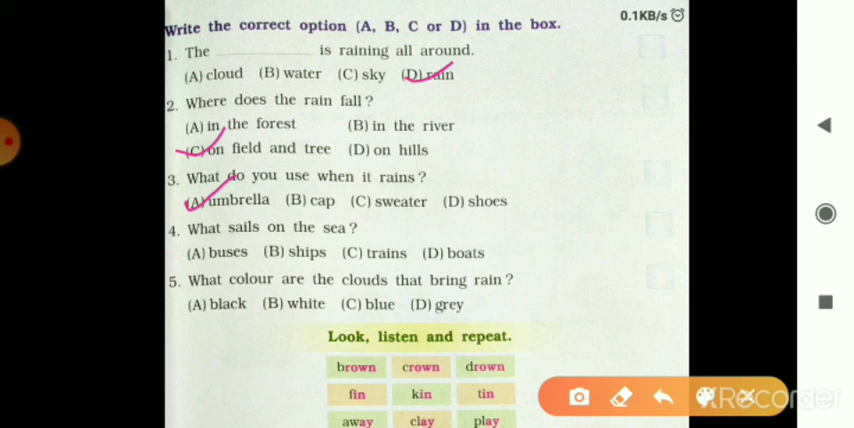 0.1KB/s
Write the correct option (A, B, C or D) in the box.
1. The ____________ is raining all around.
(A) cloud (B) water (C) sky (D) rain
2. Where does the rain fall?
(A) in the forest (B) in the river
(C) on field and tree (D) on hills
3. What do you use when it rains?
(A) umbrella (B) cap (C) sweater (D) shoes
4. What sails on the sea?
(A) buses (B) ships (C) trains (D) boats
5. What colour are the clouds that bring rain?
(A) black (B) white (C) blue (D) grey
Look, listen and repeat.
brown crown drown
fin kin tin
away clay play
XRecorder